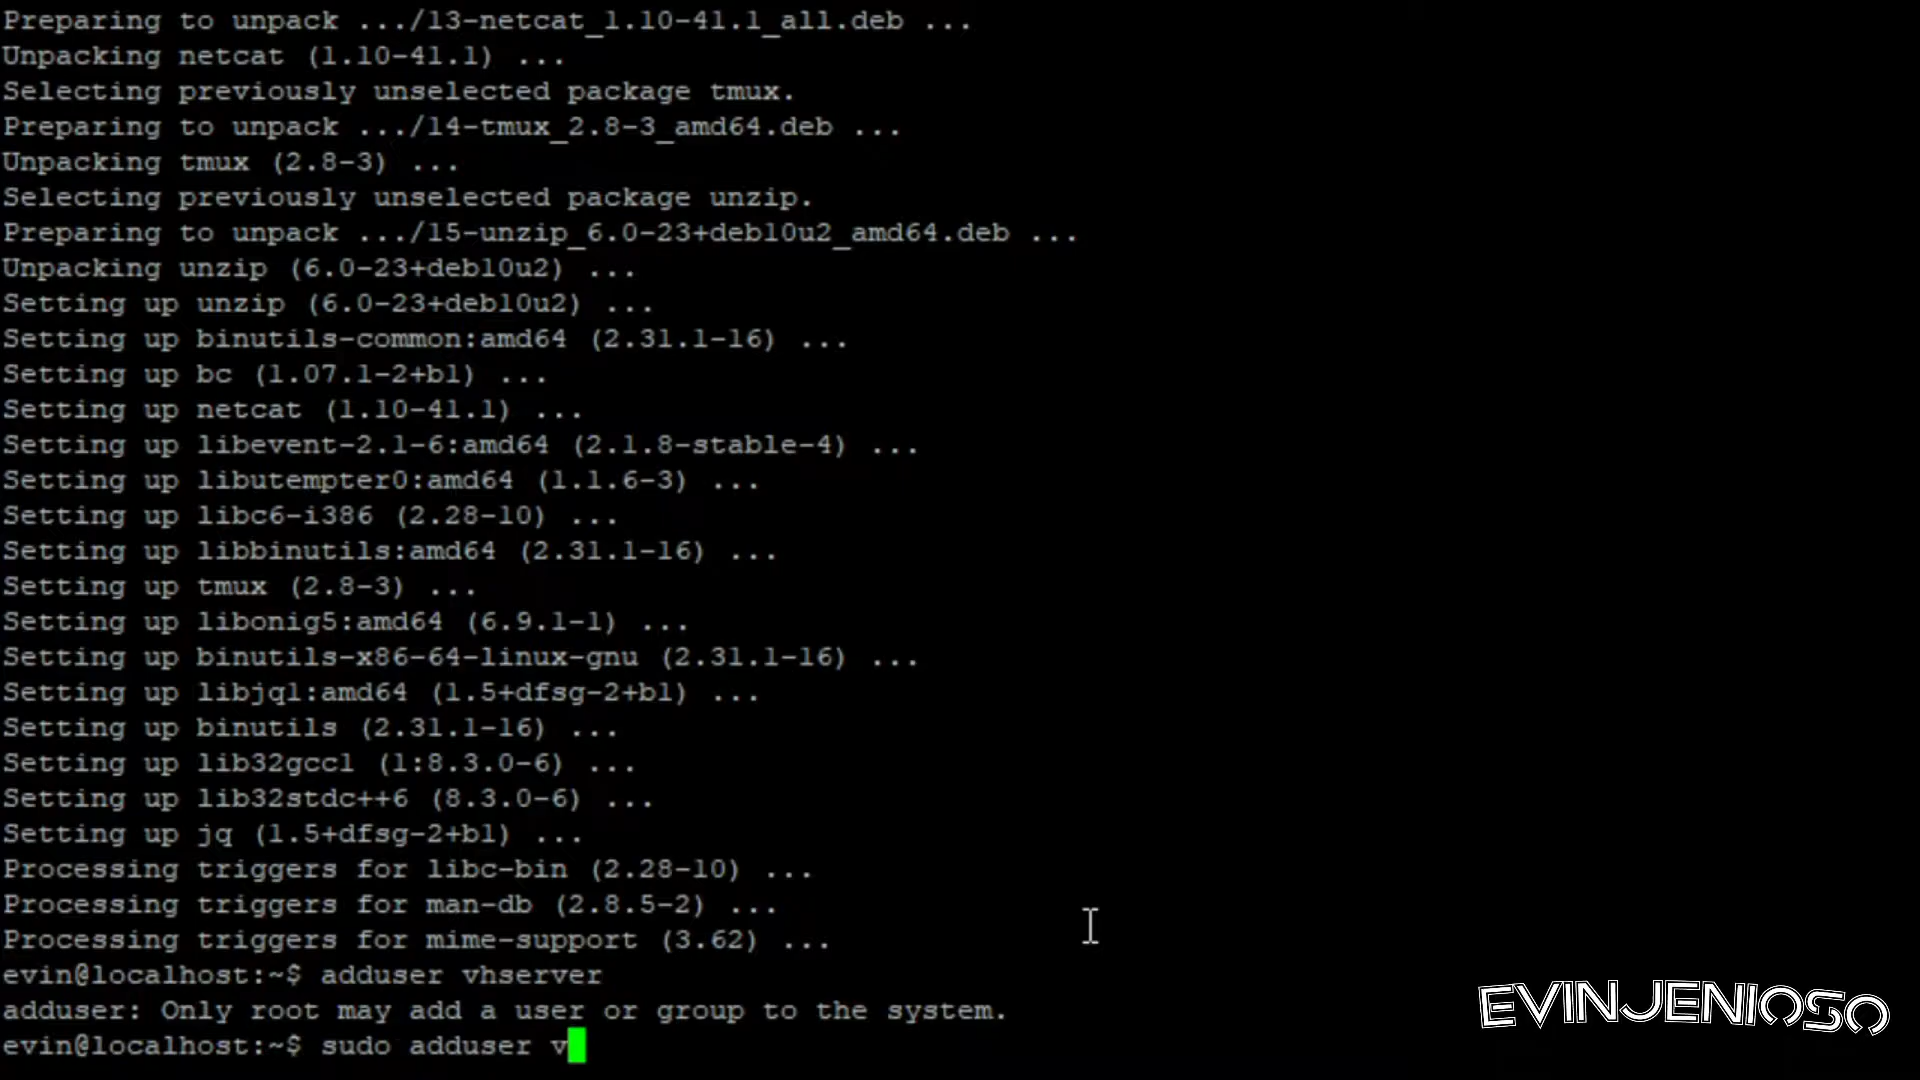 Preparing to unpack .../13-netcat_1.10-41.1_all.deb ...
Unpacking netcat (1.10-41.1) ...
Selecting previously unselected package tmux.
Preparing to unpack .../14-tmux_2.8-3_amd64.deb ...
Unpacking tmux (2.8-3) ...
Selecting previously unselected package unzip.
Preparing to unpack .../15-unzip_6.0-23+deb10u2_amd64.deb ...
Unpacking unzip (6.0-23+deb10u2) ...
Setting up unzip (6.0-23+deb10u2) ...
Setting up binutils-common:amd64 (2.31.1-16) ...
Setting up bc (1.07.1-2+b1) ...
Setting up netcat (1.10-41.1) ...
Setting up libevent-2.1-6:amd64 (2.1.8-stable-4) ...
Setting up libutempter0:amd64 (1.1.6-3) ...
Setting up libc6-i386 (2.28-10) ...
Setting up libbinutils:amd64 (2.31.1-16) ...
Setting up tmux (2.8-3) ...
Setting up libonig5:amd64 (6.9.1-1) ...
Setting up binutils-x86-64-linux-gnu (2.31.1-16) ...
Setting up libjq1:amd64 (1.5+dfsg-2+b1) ...
Setting up binutils (2.31.1-16) ...
Setting up lib32gcc1 (1:8.3.0-6) ...
Setting up lib32stdc++6 (8.3.0-6) ...
Setting up jq (1.5+dfsg-2+b1) ...
Processing triggers for libc-bin (2.28-10) ...
Processing triggers for man-db (2.8.5-2) ...
Processing triggers for mime-support (3.62) ...
evin@localhost:~$ adduser vhserver
adduser: Only root may add a user or group to the system.
evin@localhost:~$ sudo adduser v
EVINJENIOSO